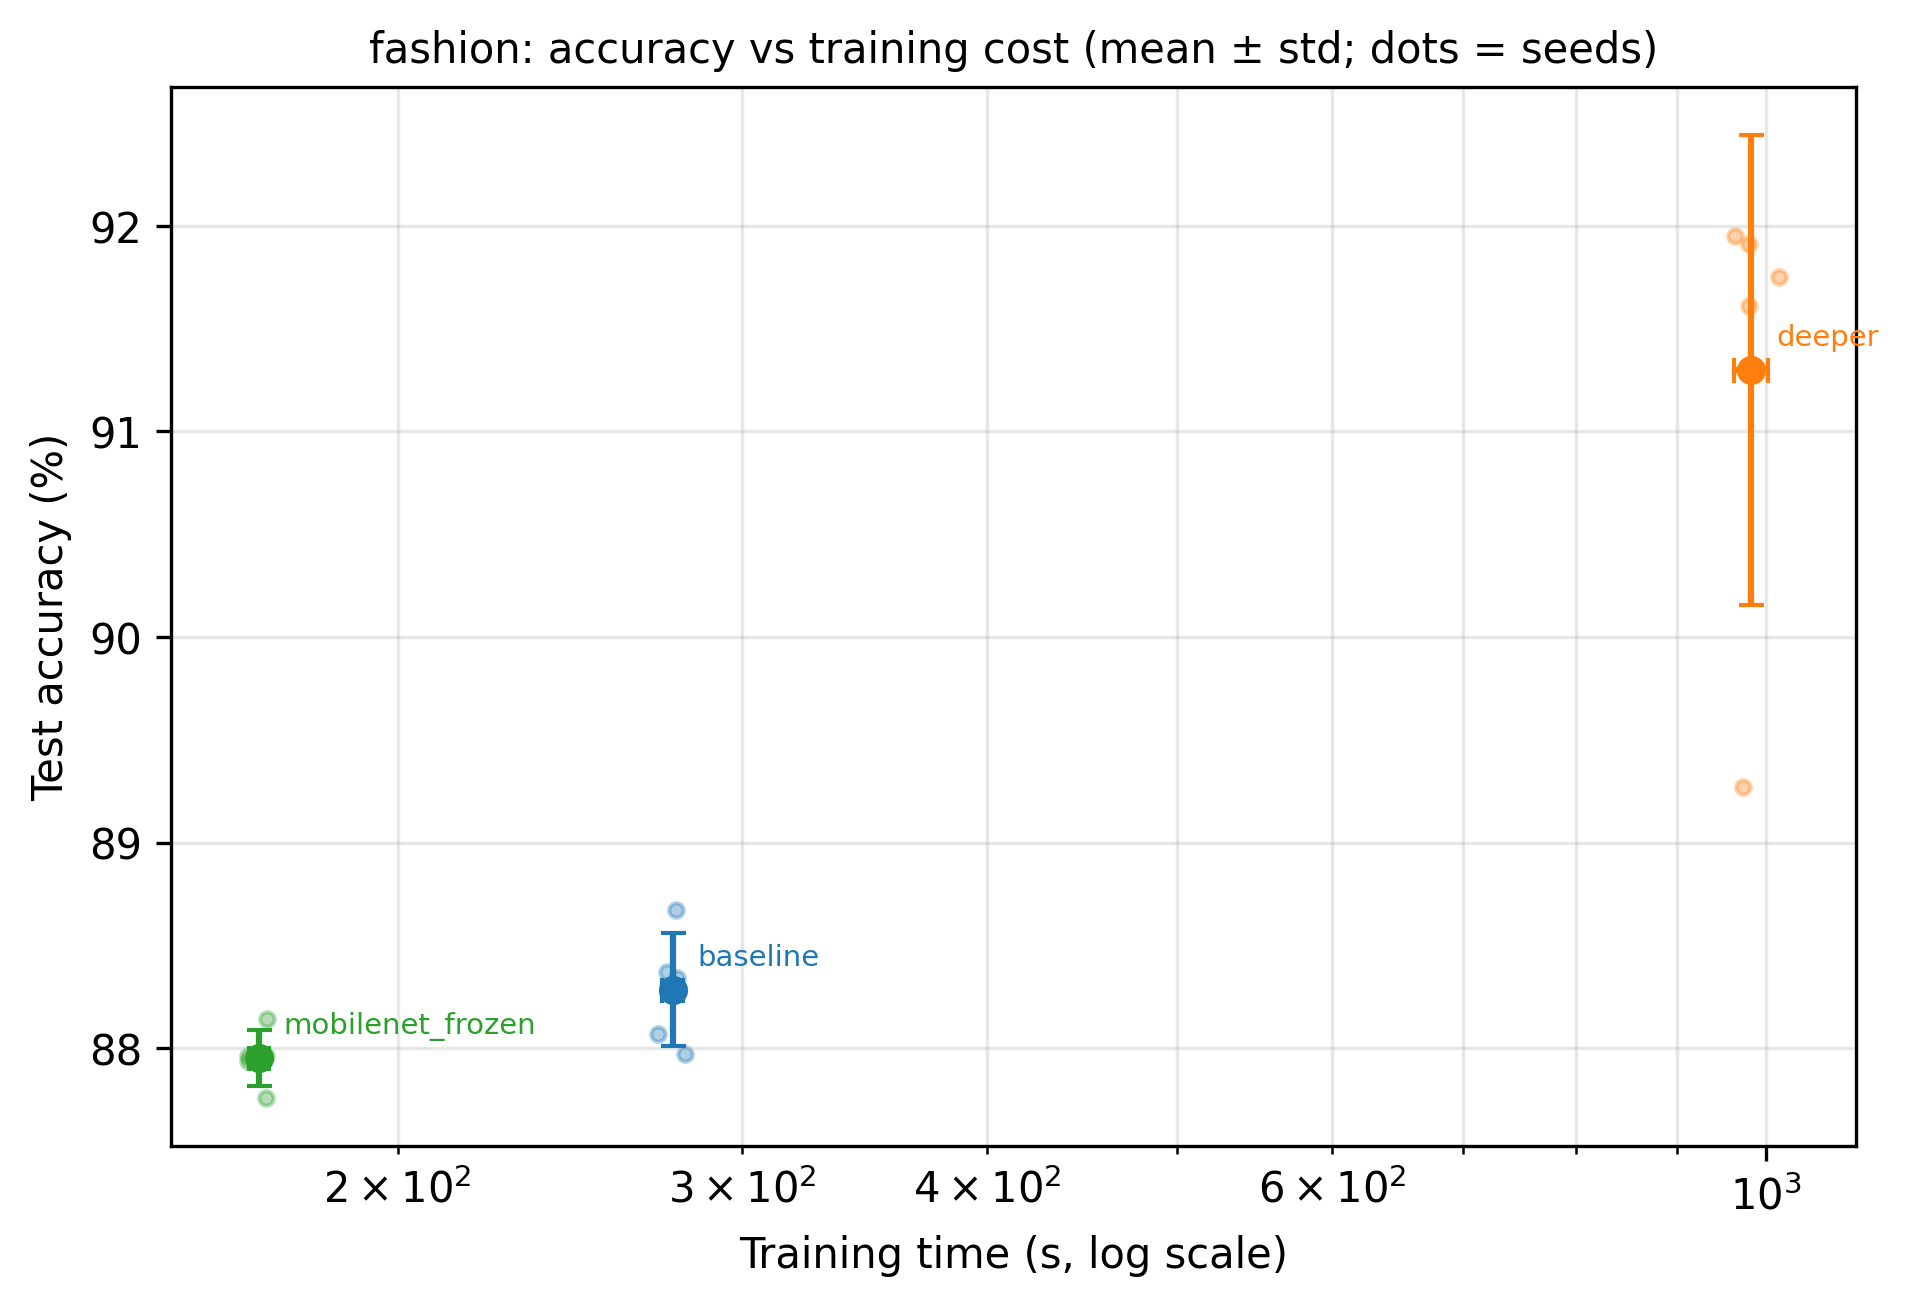 fashion: accuracy vs training cost (mean ± std; dots = seeds)
92
91
90
89
88
Test accuracy (%)
deeper
baseline
mobilenet_frozen
2 × 10²
3 × 10²
4 × 10²
6 × 10²
10³
Training time (s, log scale)